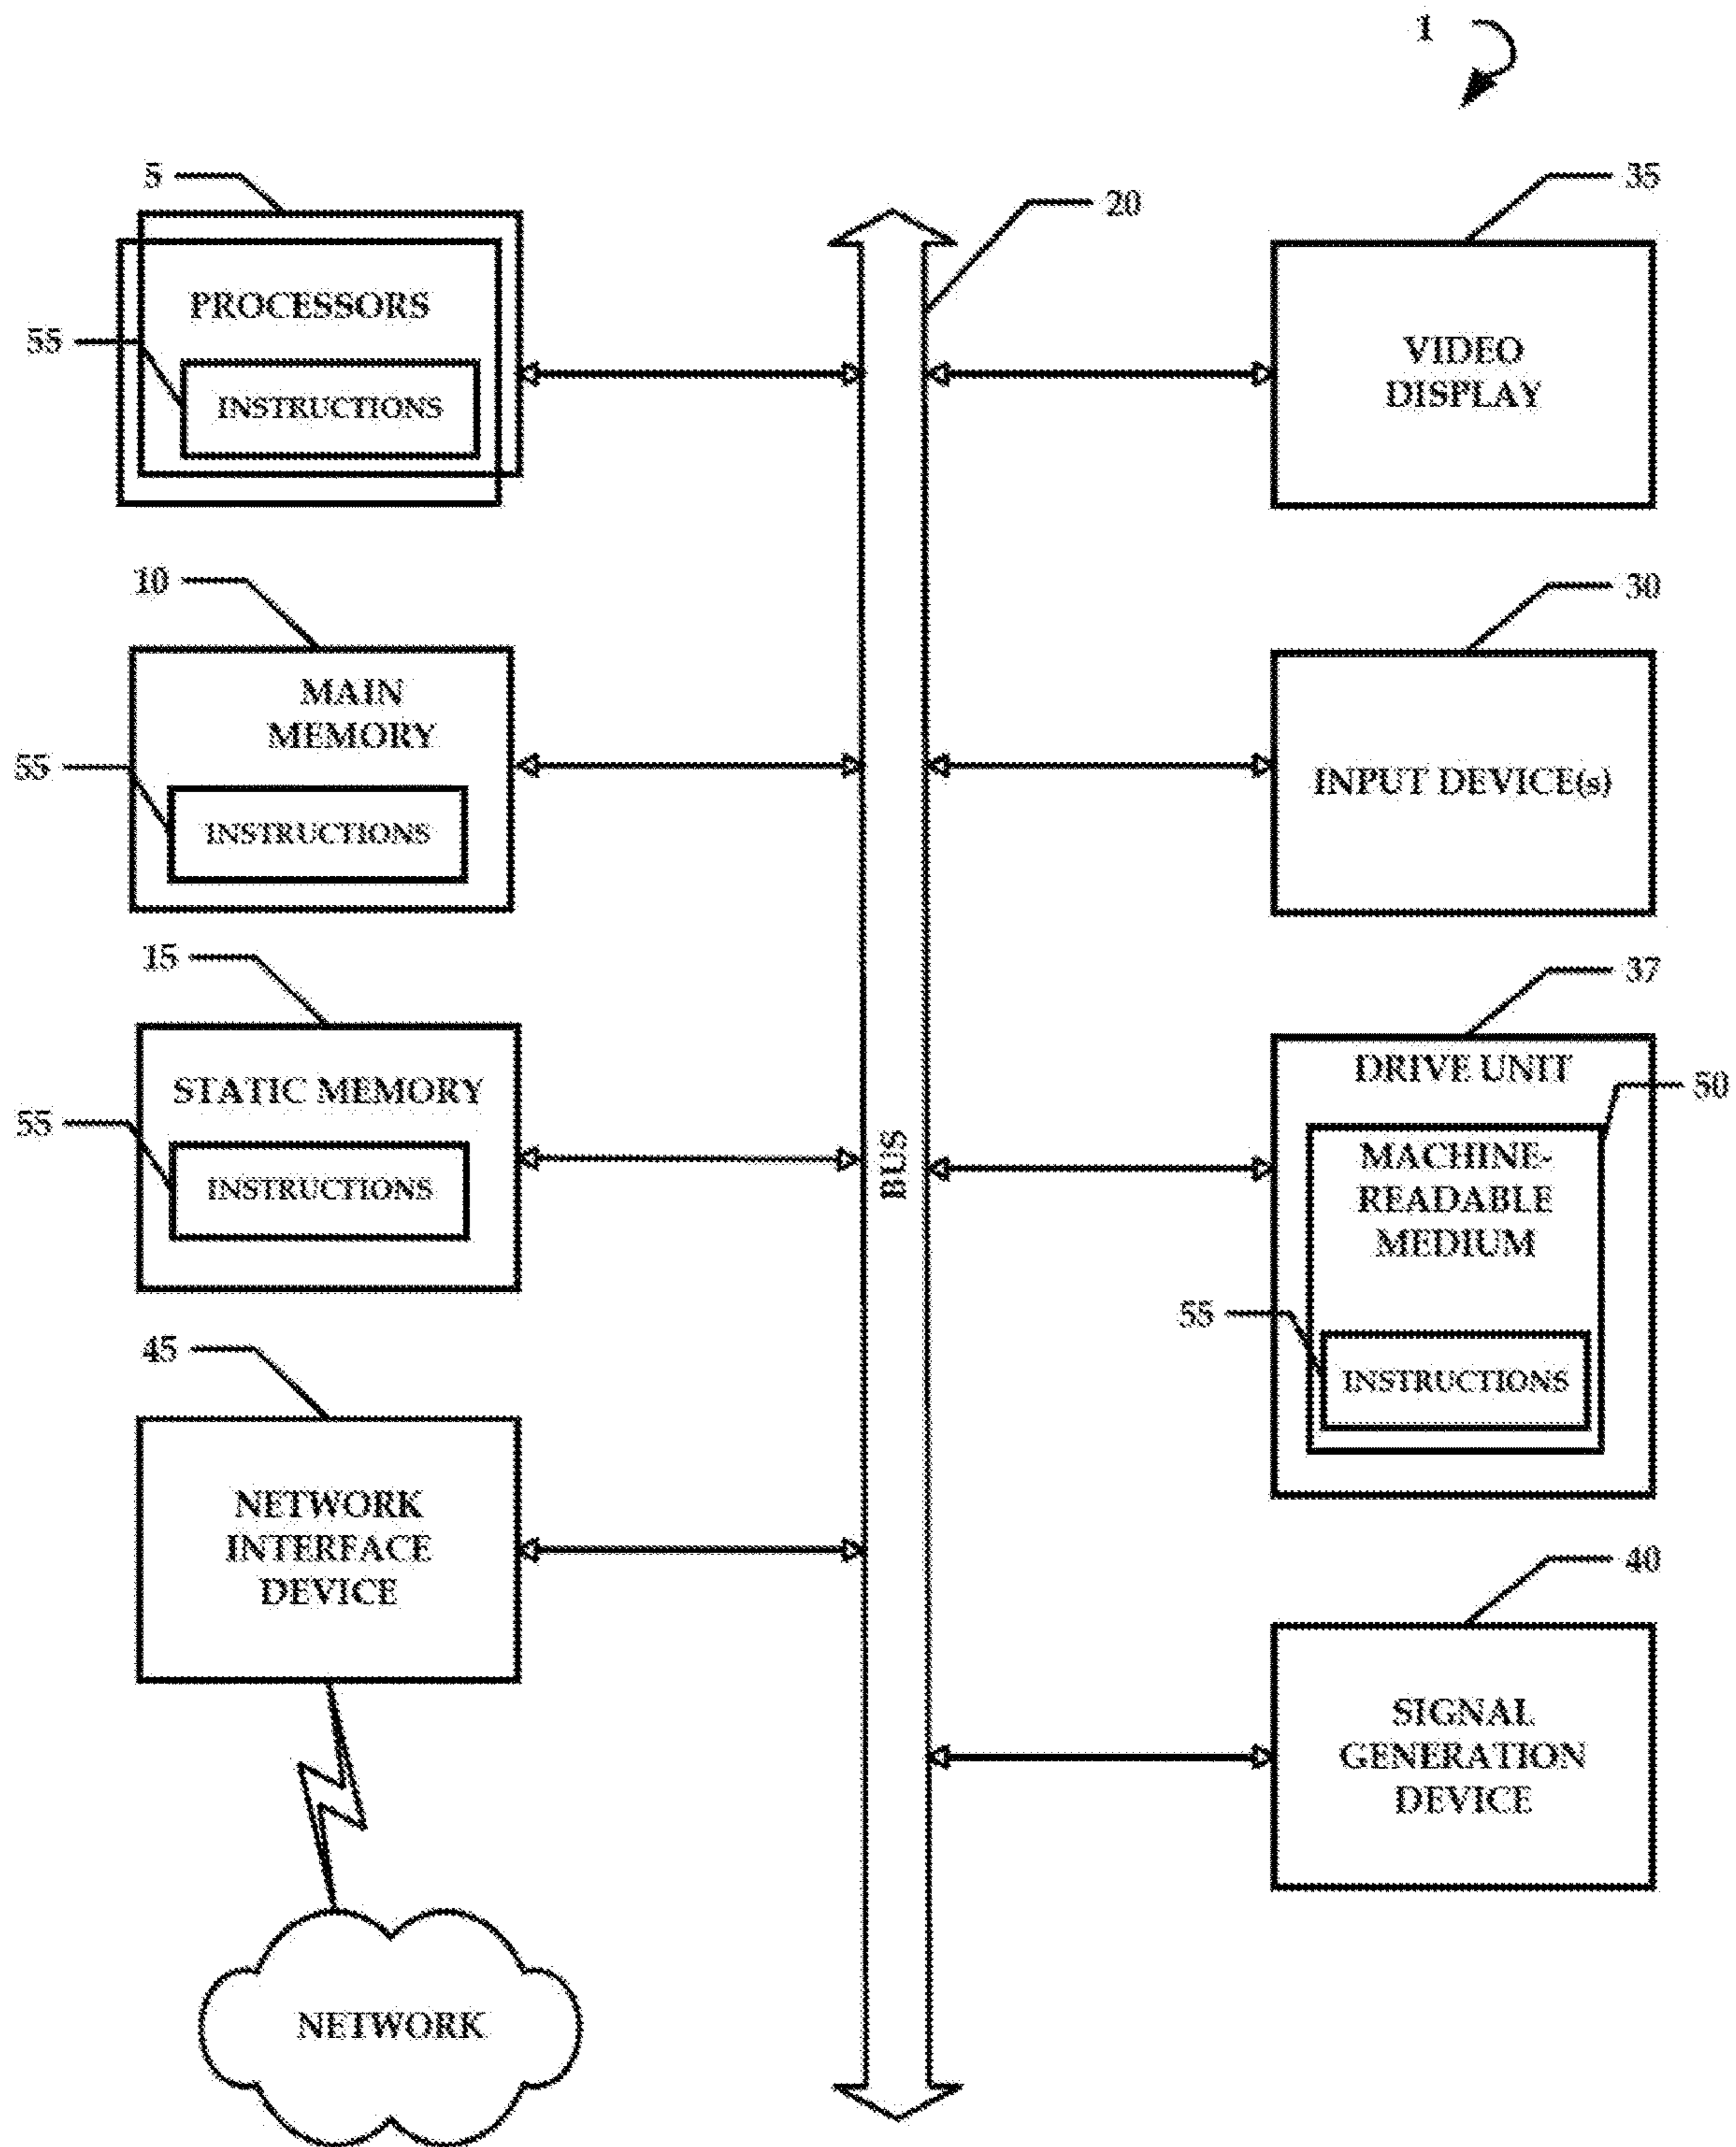 1
5
PROCESSORS
55
INSTRUCTIONS
10
MAIN
MEMORY
55
INSTRUCTIONS
15
STATIC MEMORY
55
INSTRUCTIONS
45
NETWORK
INTERFACE
DEVICE
NETWORK
20
BUS
35
VIDEO
DISPLAY
30
INPUT DEVICE(s)
37
DRIVE UNIT
50
MACHINE-
READABLE
MEDIUM
55
INSTRUCTIONS
40
SIGNAL
GENERATION
DEVICE